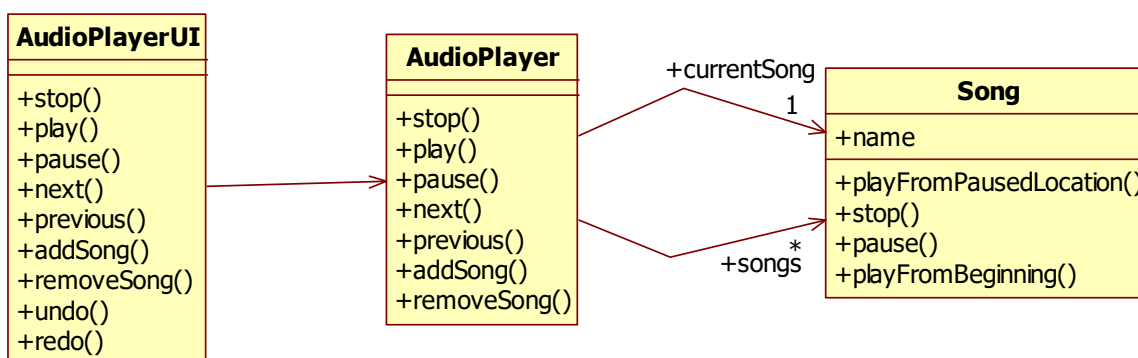 AudioPlayerUI
+stop()
+play()
+pause()
+next()
+previous()
+addSong()
+removeSong()
+undo()
+redo()
AudioPlayer
+stop()
+play()
+pause()
+next()
+previous()
+addSong()
+removeSong()
+currentSong
1
*
+songs
Song
+name
+playFromPausedLocation()
+stop()
+pause()
+playFromBeginning()